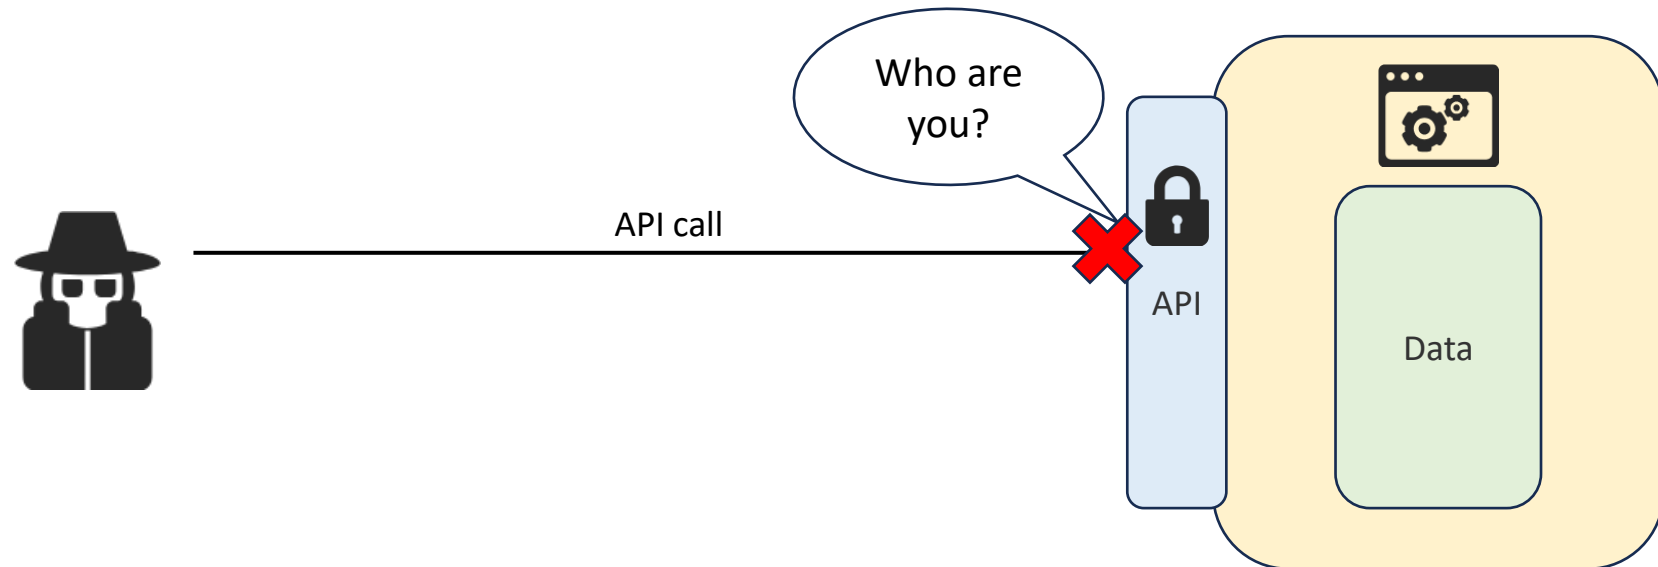 Who are
you?
API call
API
Data